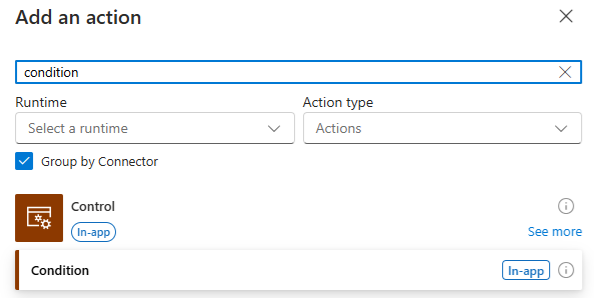 Add an action
condition
Runtime
Action type
Select a runtime
Actions
Group by Connector
Control
In-app
See more
Condition
In-app